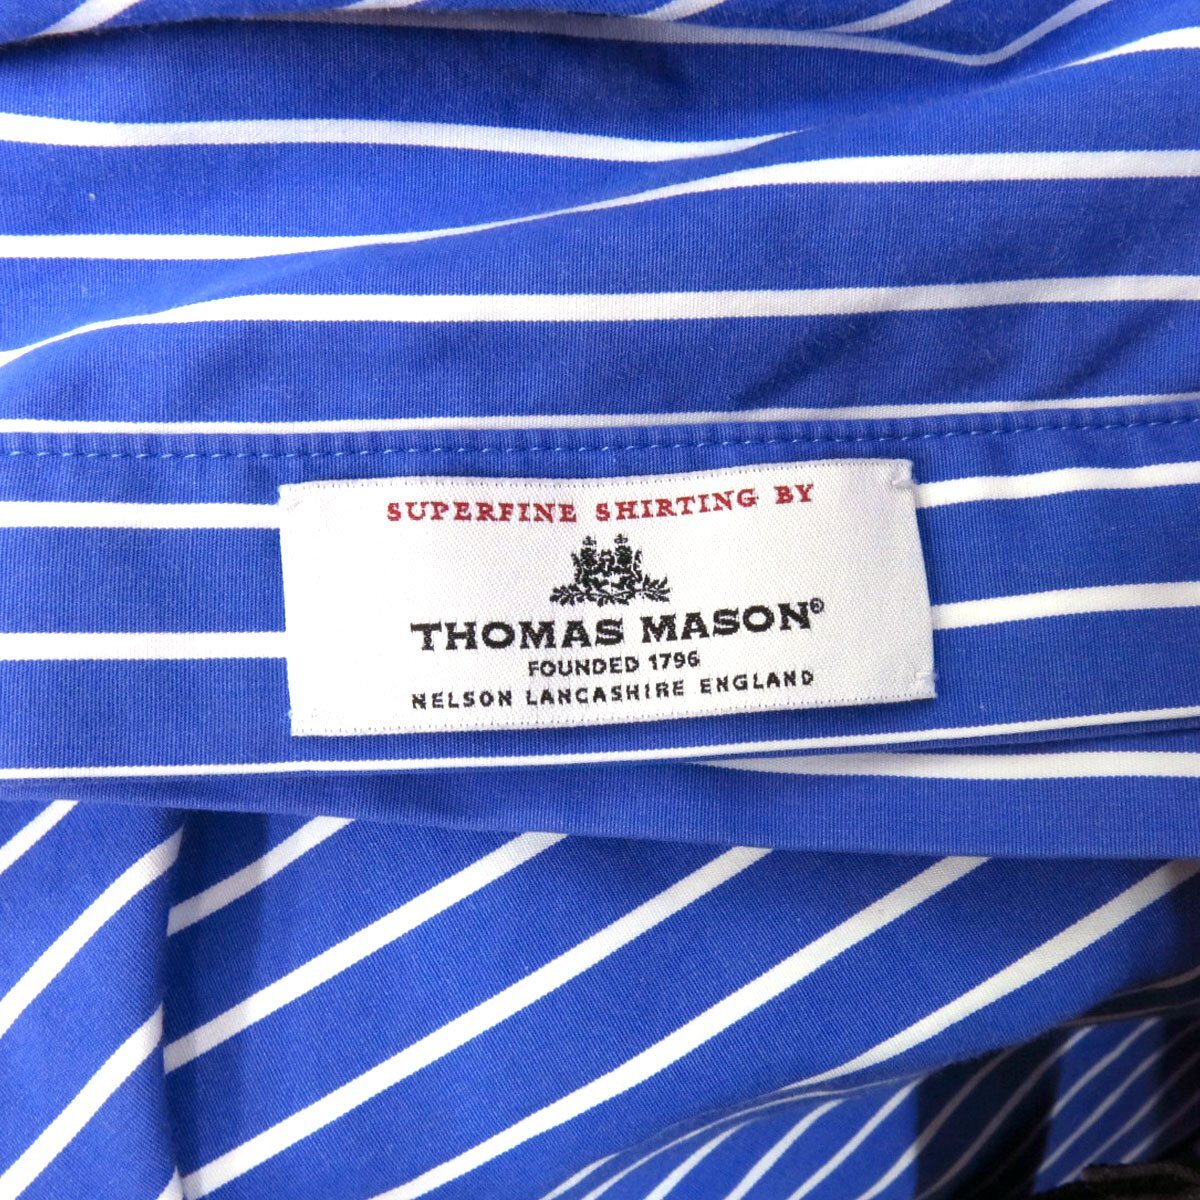 SUPERFINE SHIRTING BY
THOMAS MASON®
FOUNDED 1796
NELSON LANCASHIRE ENGLAND